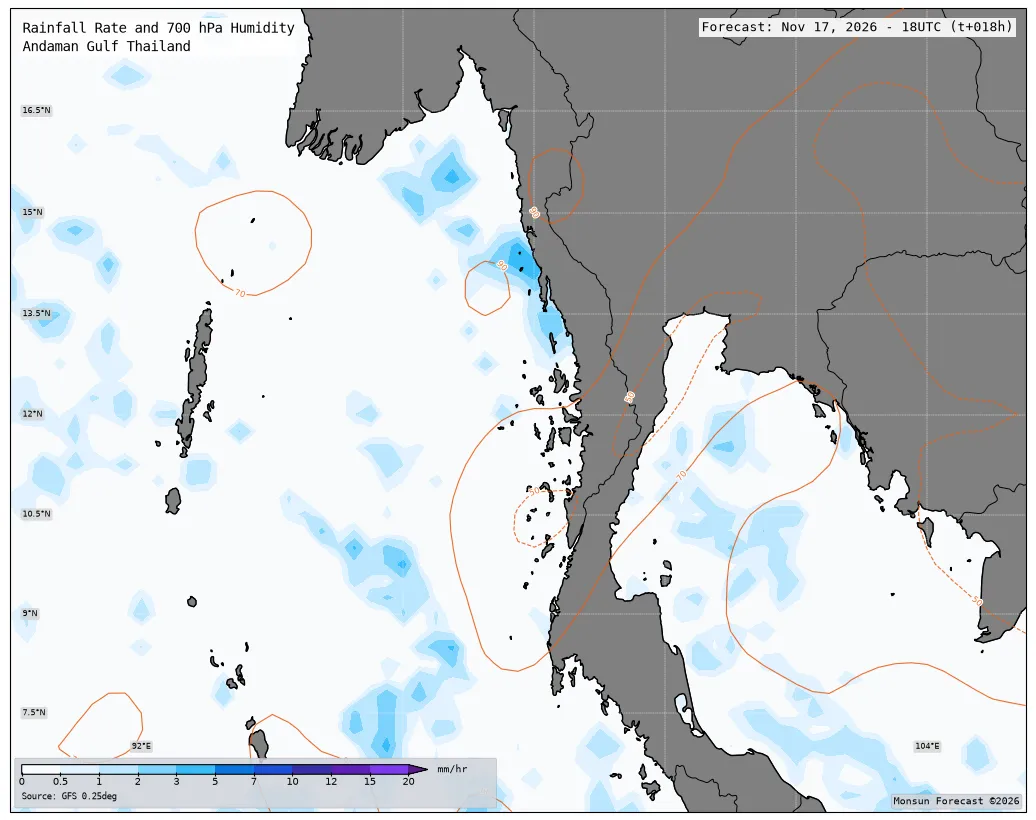 Rainfall Rate and 700 hPa Humidity
Andaman Gulf Thailand
Forecast: Nov 17, 2026 - 18UTC (t+018h)
16.5°N
15°N
90
90
70
13.5°N
50
12°N
70
50
10.5°N
9°N
50
7.5°N
92°E
104°E
mm/hr
0 0.5 1 2 3 5 7 10 12 15 20
Source: GFS 0.25deg
Monsun Forecast ©2026